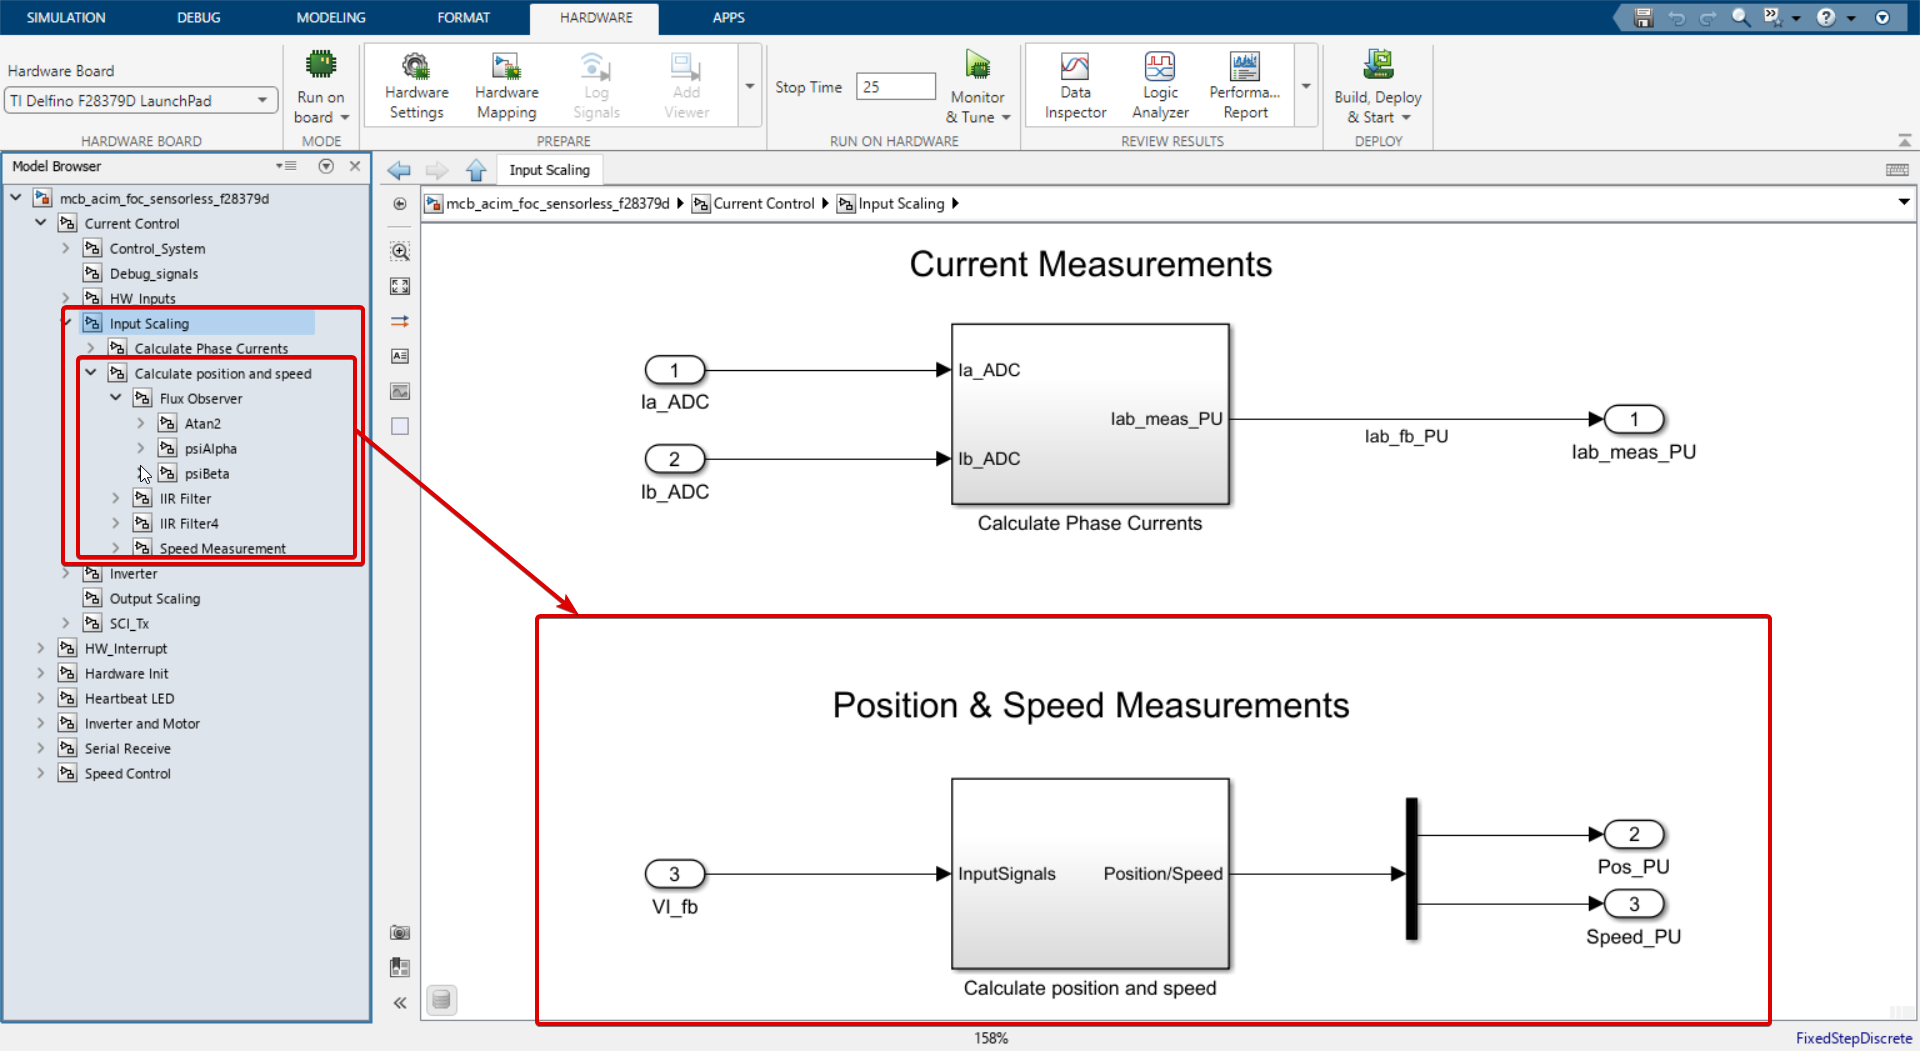 SIMULATION
DEBUG
MODELING
FORMAT
HARDWARE
APPS
Hardware Board
TI Delfino F28379D LaunchPad
HARDWARE BOARD
Run on
board
MODE
Hardware
Settings
Hardware
Mapping
Log
Signals
Add
Viewer
PREPARE
Stop Time
25
Monitor
& Tune
RUN ON HARDWARE
Data
Inspector
Logic
Analyzer
Performa...
Report
REVIEW RESULTS
Build, Deploy
& Start
DEPLOY
Model Browser
mcb_acim_foc_sensorless_f28379d
Current Control
Control_System
Debug_signals
HW_Inputs
Input Scaling
Calculate Phase Currents
Calculate position and speed
Flux Observer
Atan2
psiAlpha
psiBeta
IIR Filter
IIR Filter4
Speed Measurement
Inverter
Output Scaling
SCI_Tx
HW_Interrupt
Hardware Init
Heartbeat LED
Inverter and Motor
Serial Receive
Speed Control
Input Scaling
mcb_acim_foc_sensorless_f28379d
Current Control
Input Scaling
Current Measurements
1
Ia_ADC
2
Ib_ADC
Ia_ADC
Ib_ADC
Iab_meas_PU
Calculate Phase Currents
Iab_fb_PU
1
Iab_meas_PU
Position & Speed Measurements
3
VI_fb
InputSignals
Position/Speed
Calculate position and speed
2
Pos_PU
3
Speed_PU
158%
FixedStepDiscrete